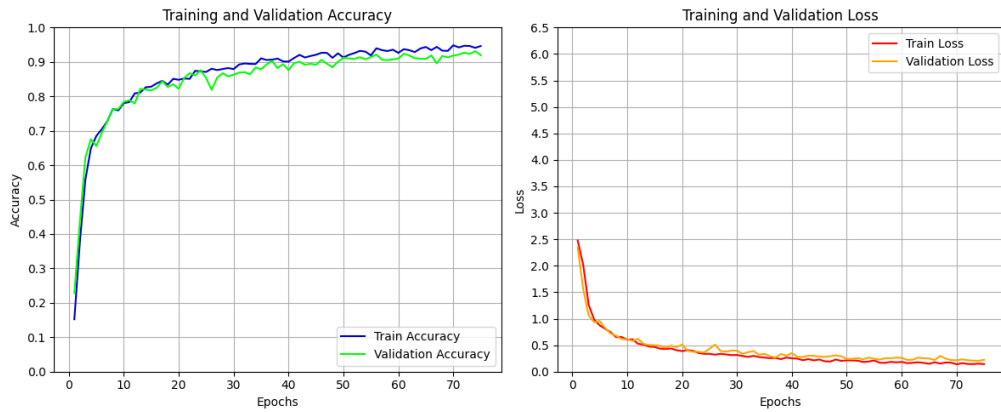 Training and Validation Accuracy
1.0
0.9
0.8
0.7
0.6
0.5
0.4
0.3
0.2
0.1
0.0
Accuracy
0 10 20 30 40 50 60 70
Epochs
Train Accuracy
Validation Accuracy
Training and Validation Loss
6.5
6.0
5.5
5.0
4.5
4.0
3.5
3.0
2.5
2.0
1.5
1.0
0.5
0.0
Loss
0 10 20 30 40 50 60 70
Epochs
Train Loss
Validation Loss